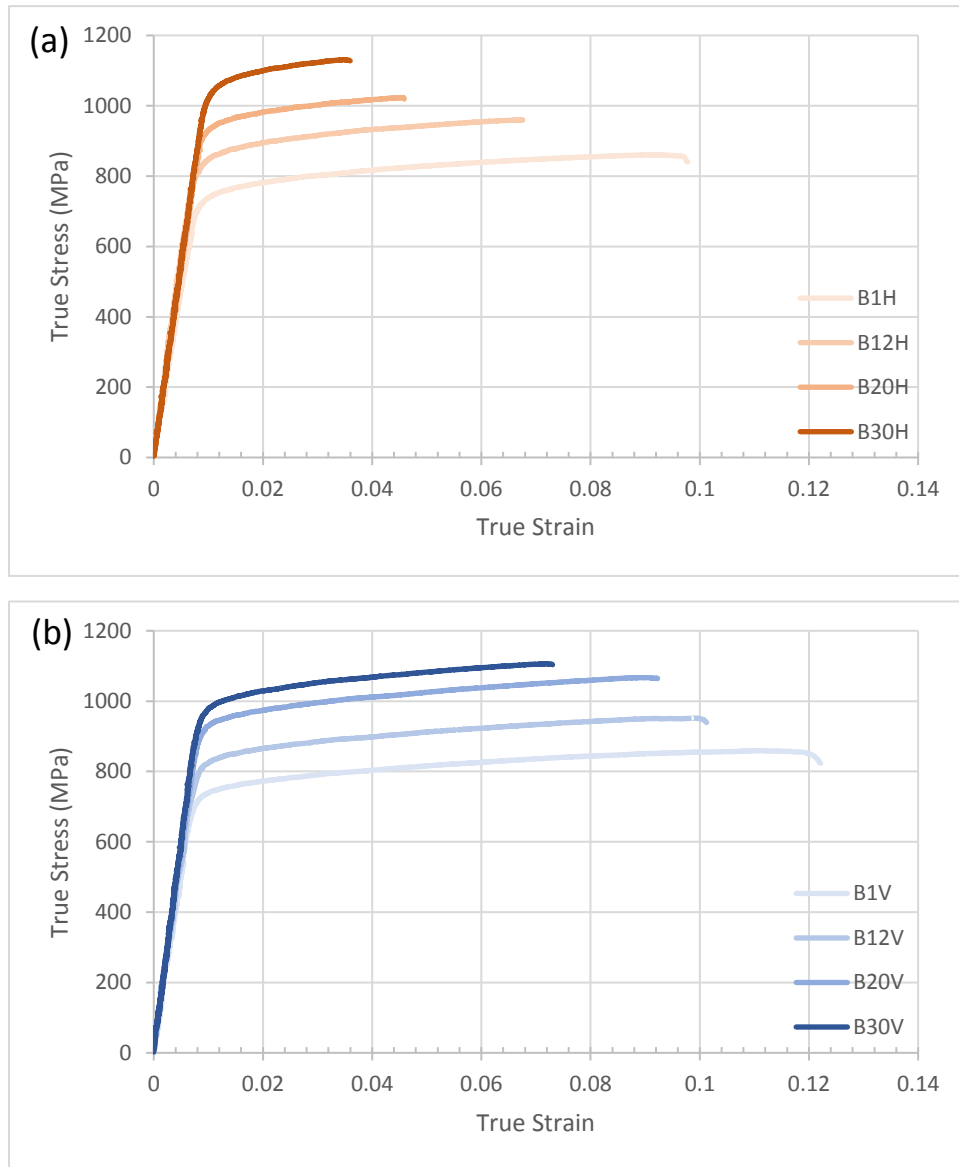 (a)
1200
1000
800
600
400
200
0
True Stress (MPa)
0 0.02 0.04 0.06 0.08 0.1 0.12 0.14
True Strain
B1H
B12H
B20H
B30H
(b)
1200
1000
800
600
400
200
0
True Stress (MPa)
0 0.02 0.04 0.06 0.08 0.1 0.12 0.14
True Strain
B1V
B12V
B20V
B30V